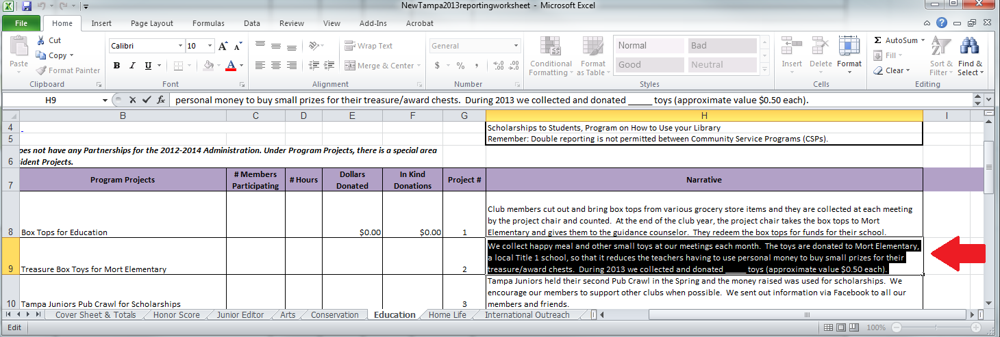 NewTampa2013reportingworksheet - Microsoft Excel
File Home Insert Page Layout Formulas Data Review View Add-Ins Acrobat
Cut
Copy
Format Painter
Paste
Clipboard
Calibri 10 A A
B I U A
Font
Wrap Text
Merge & Center
Alignment
General
$ % , .00 .00
Number
Conditional Formatting
Format as Table
Normal Bad
Good Neutral
Styles
Insert Delete Format
Cells
Σ AutoSum
Fill
Clear
Sort & Filter
Find & Select
Editing
H9 fx personal money to buy small prizes for their treasure/award chests. During 2013 we collected and donated _____ toys (approximate value $0.50 each).
B C D E F G H I
4 - Scholarships to Students, Program on How to Use your Library
5 Remember: Double reporting is not permitted between Community Service Programs (CSPs).
6 oes not have any Partnerships for the 2012-2014 Administration. Under Program Projects, there is a special area
ident Projects.
7 Program Projects # Members Participating # Hours Dollars Donated In Kind Donations Project # Narrative
Club members cut out and bring box tops from various grocery store items and they are collected at each meeting
by the project chair and counted. At the end of the club year, the project chair takes the box tops to Mort
8 Box Tops for Education $0.00 $0.00 1 Elementary and gives them to the guidance counselor. They redeem the box tops for funds for their school.
We collect happy meal and other small toys at our meetings each month. The toys are donated to Mort Elementary,
a local Title 1 school, so that it reduces the teachers having to use personal money to buy small prizes for their
9 Treasure Box Toys for Mort Elementary 2 treasure/award chests. During 2013 we collected and donated _____ toys (approximate value $0.50 each).
Tampa Juniors held their second Pub Crawl in the Spring and the money raised was used for scholarships. We
encourage our members to support other clubs when possible. We sent out information via Facebook to all our
10 Tampa Juniors Pub Crawl for Scholarships 3 members and friends.
Cover Sheet & Totals Honor Score Junior Editor Arts Conservation Education Home Life International Outreach
Edit 100%